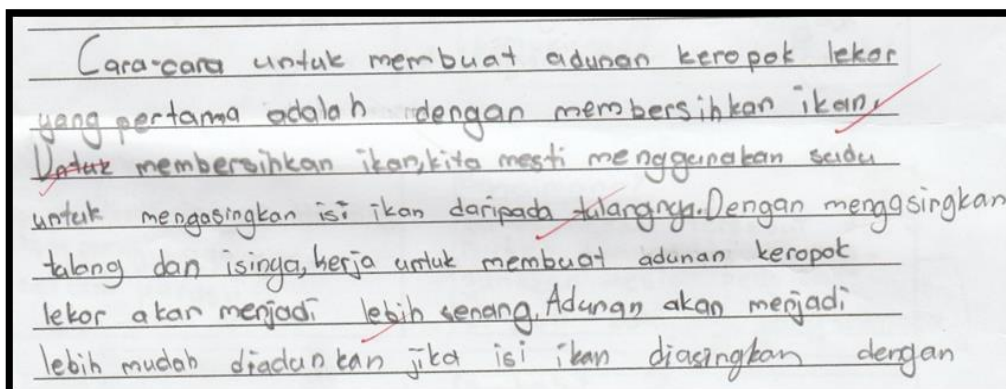 Cara-cara untuk membuat adunan keropok lekor
yang pertama adalah dengan membersihkan ikan.
Untuk membersihkan ikan, kita mesti menggunakan sudu
untuk mengasingkan isi ikan daripada tulangnya. Dengan mengasingkan
tulang dan isinya, kerja untuk membuat adunan keropok
lekor akan menjadi lebih senang. Adunan akan menjadi
lebih mudah diadunkan jika isi ikan diasingkan dengan